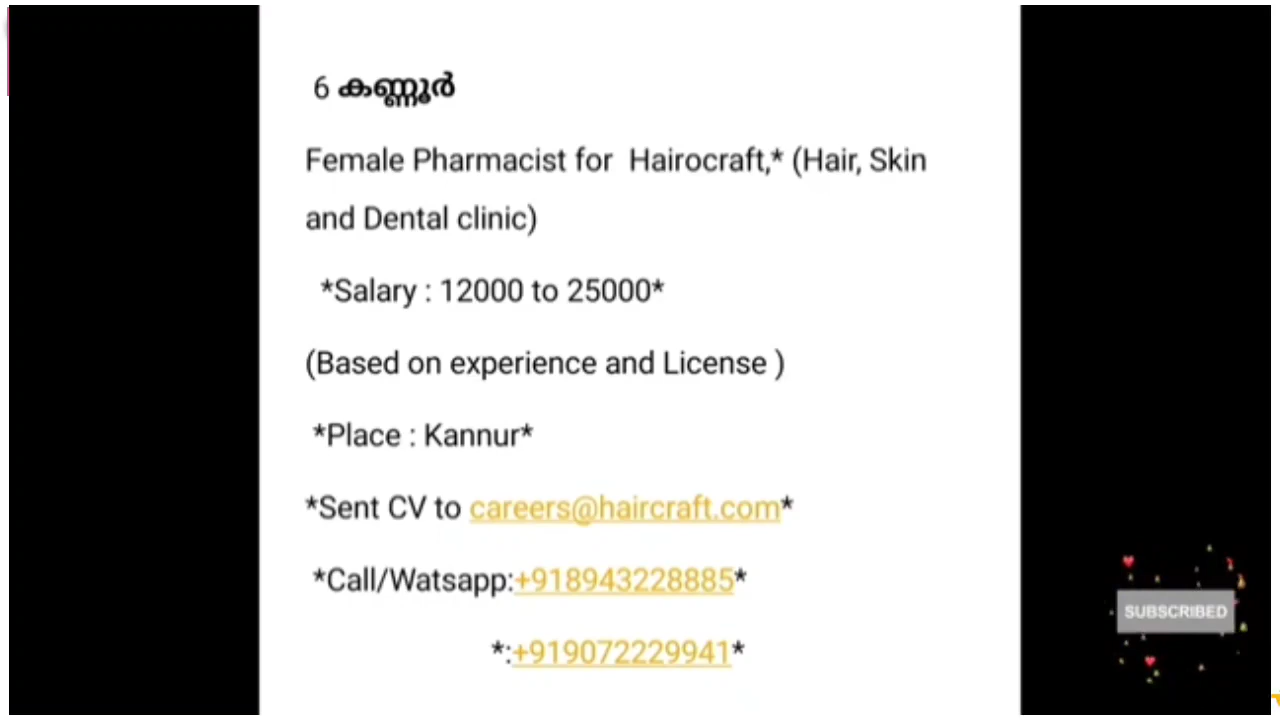 6 കണ്ണൂർ
Female Pharmacist for Hairocraft,* (Hair, Skin
and Dental clinic)
*Salary : 12000 to 25000*
(Based on experience and License )
*Place : Kannur*
*Sent CV to careers@haircraft.com*
*Call/Watsapp:+918943228885*
*:+919072229941*
SUBSCRIBED